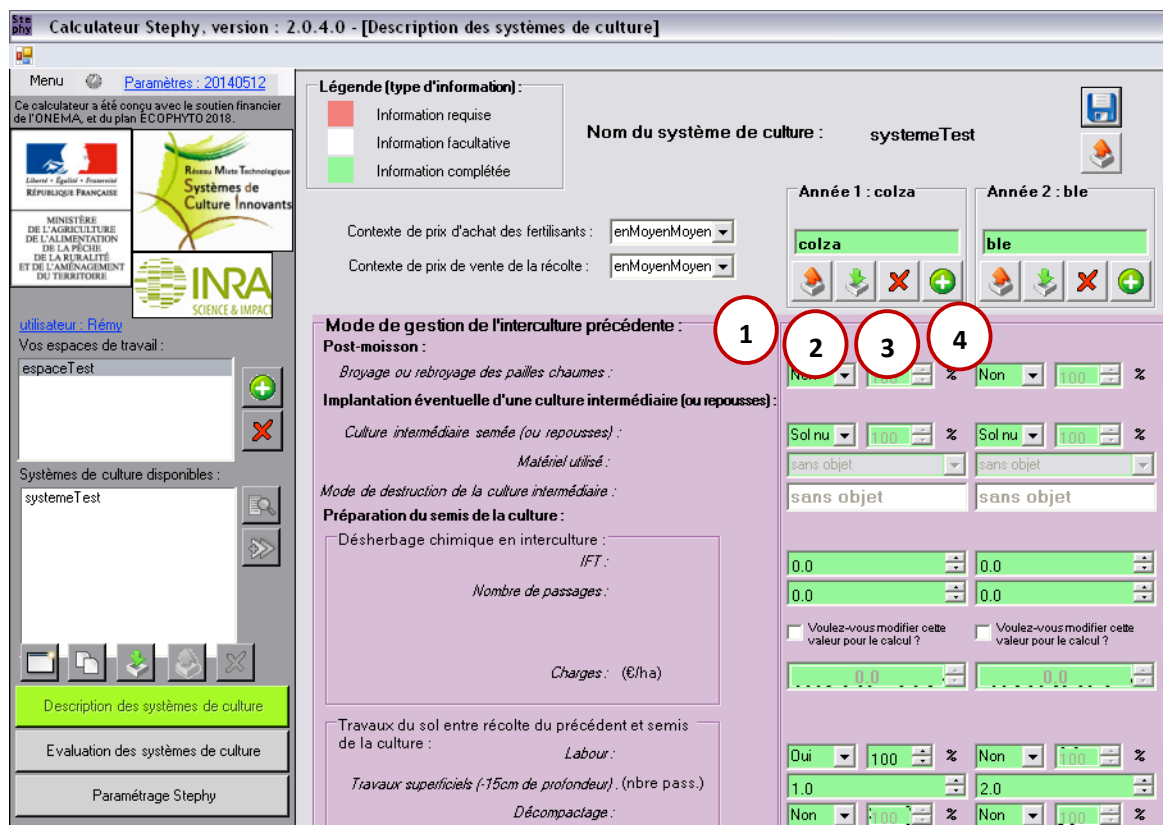 Ste
phy
Calculateur Stephy, version : 2.0.4.0 - [Description des systèmes de culture]
Menu
Paramètres : 20140512
Ce calculateur a été conçu avec le soutien financier
de l'ONEMA, et du plan ECOPHYTO 2018.
Liberté • Égalité • Fraternité
RÉPUBLIQUE FRANÇAISE
MINISTÈRE
DE L'AGRICULTURE
DE L'ALIMENTATION
DE LA PÊCHE
DE LA RURALITÉ
ET DE L'AMÉNAGEMENT
DU TERRITOIRE
Réseau Mixte Technologique
Systèmes de
Culture Innovants
INRA
SCIENCE & IMPACT
utilisateur : Rémy
Vos espaces de travail :
espaceTest
Systèmes de culture disponibles :
systemeTest
Description des systèmes de culture
Evaluation des systèmes de culture
Paramétrage Stephy
Légende (type d'information) :
Information requise
Information facultative
Information complétée
Nom du système de culture : systemeTest
Contexte de prix d'achat des fertilisants : enMoyenMoyen
Contexte de prix de vente de la récolte : enMoyenMoyen
Année 1 : colza
Année 2 : ble
colza
ble
1 2 3 4
Mode de gestion de l'interculture précédente :
Post-moisson :
Broyage ou rebroyage des pailles chaumes : Non 100 % Non 100 %
Implantation éventuelle d'une culture intermédiaire (ou repousses) :
Culture intermédiaire semée (ou repousses) : Sol nu 100 % Sol nu 100 %
Matériel utilisé : sans objet sans objet
Mode de destruction de la culture intermédiaire : sans objet sans objet
Préparation du semis de la culture :
Désherbage chimique en interculture :
IFT : 0.0 0.0
Nombre de passages : 0.0 0.0
Voulez-vous modifier cette
valeur pour le calcul ?
Voulez-vous modifier cette
valeur pour le calcul ?
Charges : (€/ha) 0,0 0,0
Travaux du sol entre récolte du précédent et semis
de la culture :
Labour : Oui 100 % Non 100 %
Travaux superficiels (-15cm de profondeur) . (nbre pass.) 1.0 2.0
Décompactage : Non 100 % Non 100 %